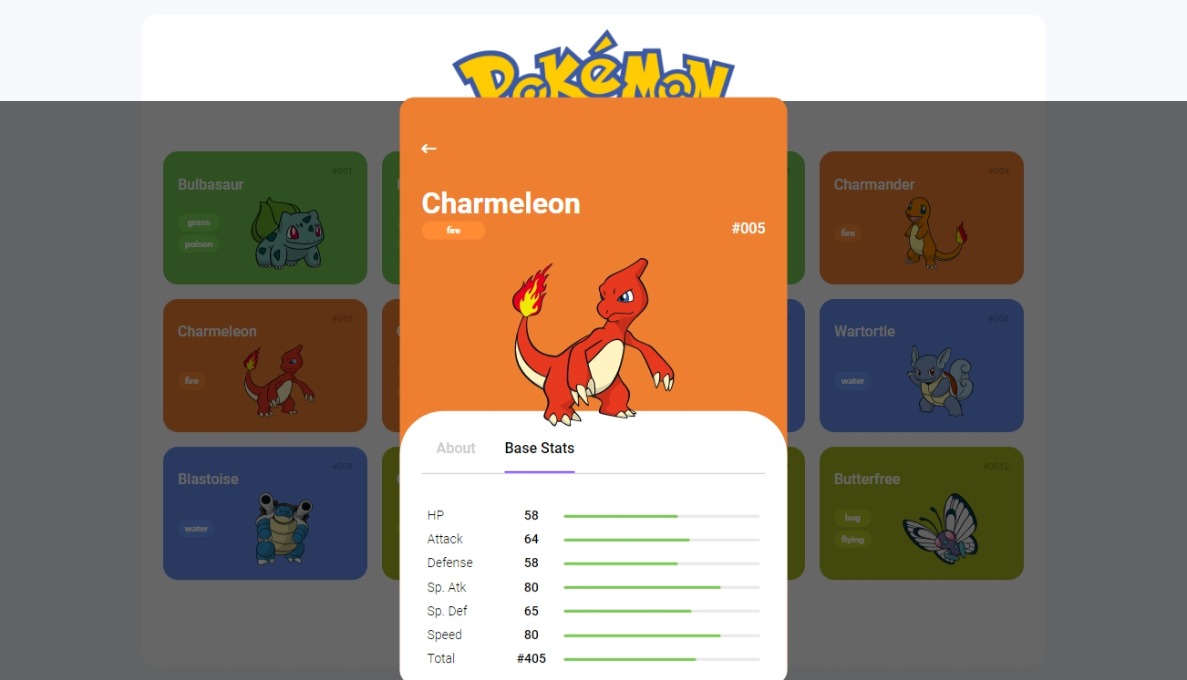 Pokémon
Bulbasaur
#001
grass
poison
Charmander
#004
fire
Charmeleon
#005
fire
Wartortle
water
Blastoise
#009
water
Butterfree
#0012
bug
flying
←
Charmeleon
fire
#005
About
Base Stats
HP 58
Attack 64
Defense 58
Sp. Atk 80
Sp. Def 65
Speed 80
Total #405